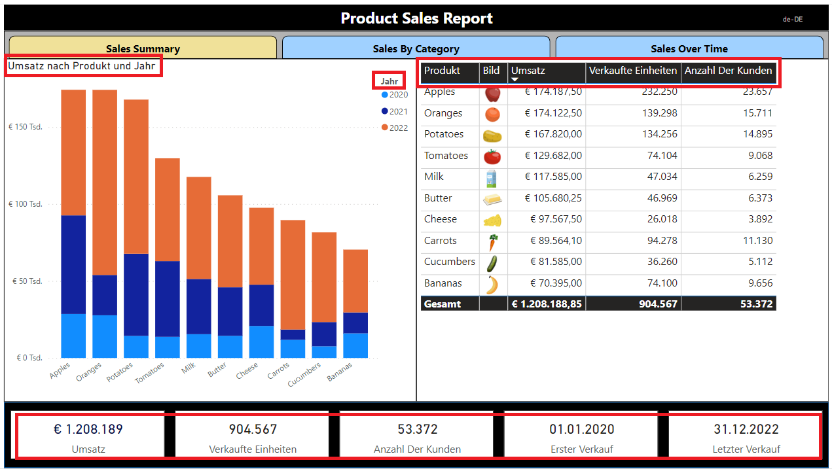 Product Sales Report
de-DE
Sales Summary
Sales By Category
Sales Over Time
Umsatz nach Produkt und Jahr
Jahr
2020
2021
2022
€ 150 Tsd.
€ 100 Tsd.
€ 50 Tsd.
€ 0 Tsd.
Apples
Oranges
Potatoes
Tomatoes
Milk
Butter
Cheese
Carrots
Cucumbers
Bananas
Produkt Bild Umsatz Verkaufte Einheiten Anzahl Der Kunden
Apples € 174.187,50 232.250 23.657
Oranges € 174.122,50 139.298 15.711
Potatoes € 167.820,00 134.256 14.895
Tomatoes € 129.682,00 74.104 9.068
Milk € 117.585,00 47.034 6.259
Butter € 105.680,25 46.969 6.373
Cheese € 97.567,50 26.018 3.892
Carrots € 89.564,10 94.278 11.130
Cucumbers € 81.585,00 36.260 5.112
Bananas € 70.395,00 74.100 9.656
Gesamt € 1.208.188,85 904.567 53.372
€ 1.208.189
Umsatz
904.567
Verkaufte Einheiten
53.372
Anzahl Der Kunden
01.01.2020
Erster Verkauf
31.12.2022
Letzter Verkauf